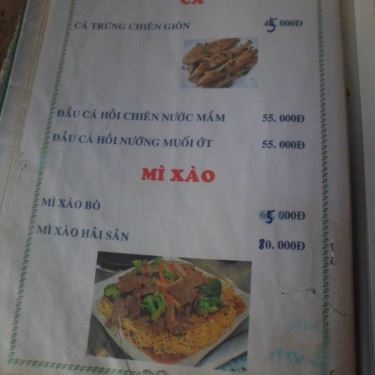 CÁ
CÁ TRỨNG CHIÊN GIÒN 45.000Đ
ĐẦU CÁ HỒI CHIÊN NƯỚC MẮM 55.000Đ
ĐẦU CÀ HỒI NƯỚNG MUỐI ỚT 55.000Đ
MÌ XÀO
MÌ XÀO BÒ 65.000Đ
MÌ XÀO HẢI SẢN 80.000Đ